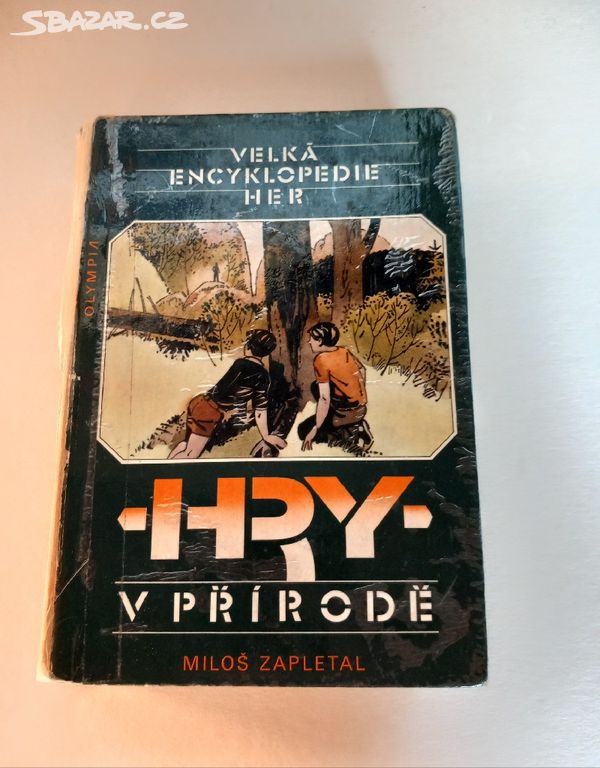 SBAZAR.CZ
VELKÁ
ENCYKLOPEDIE
HER
OLYMPIA
HRY
V PŘÍRODĚ
MILOŠ ZAPLETAL